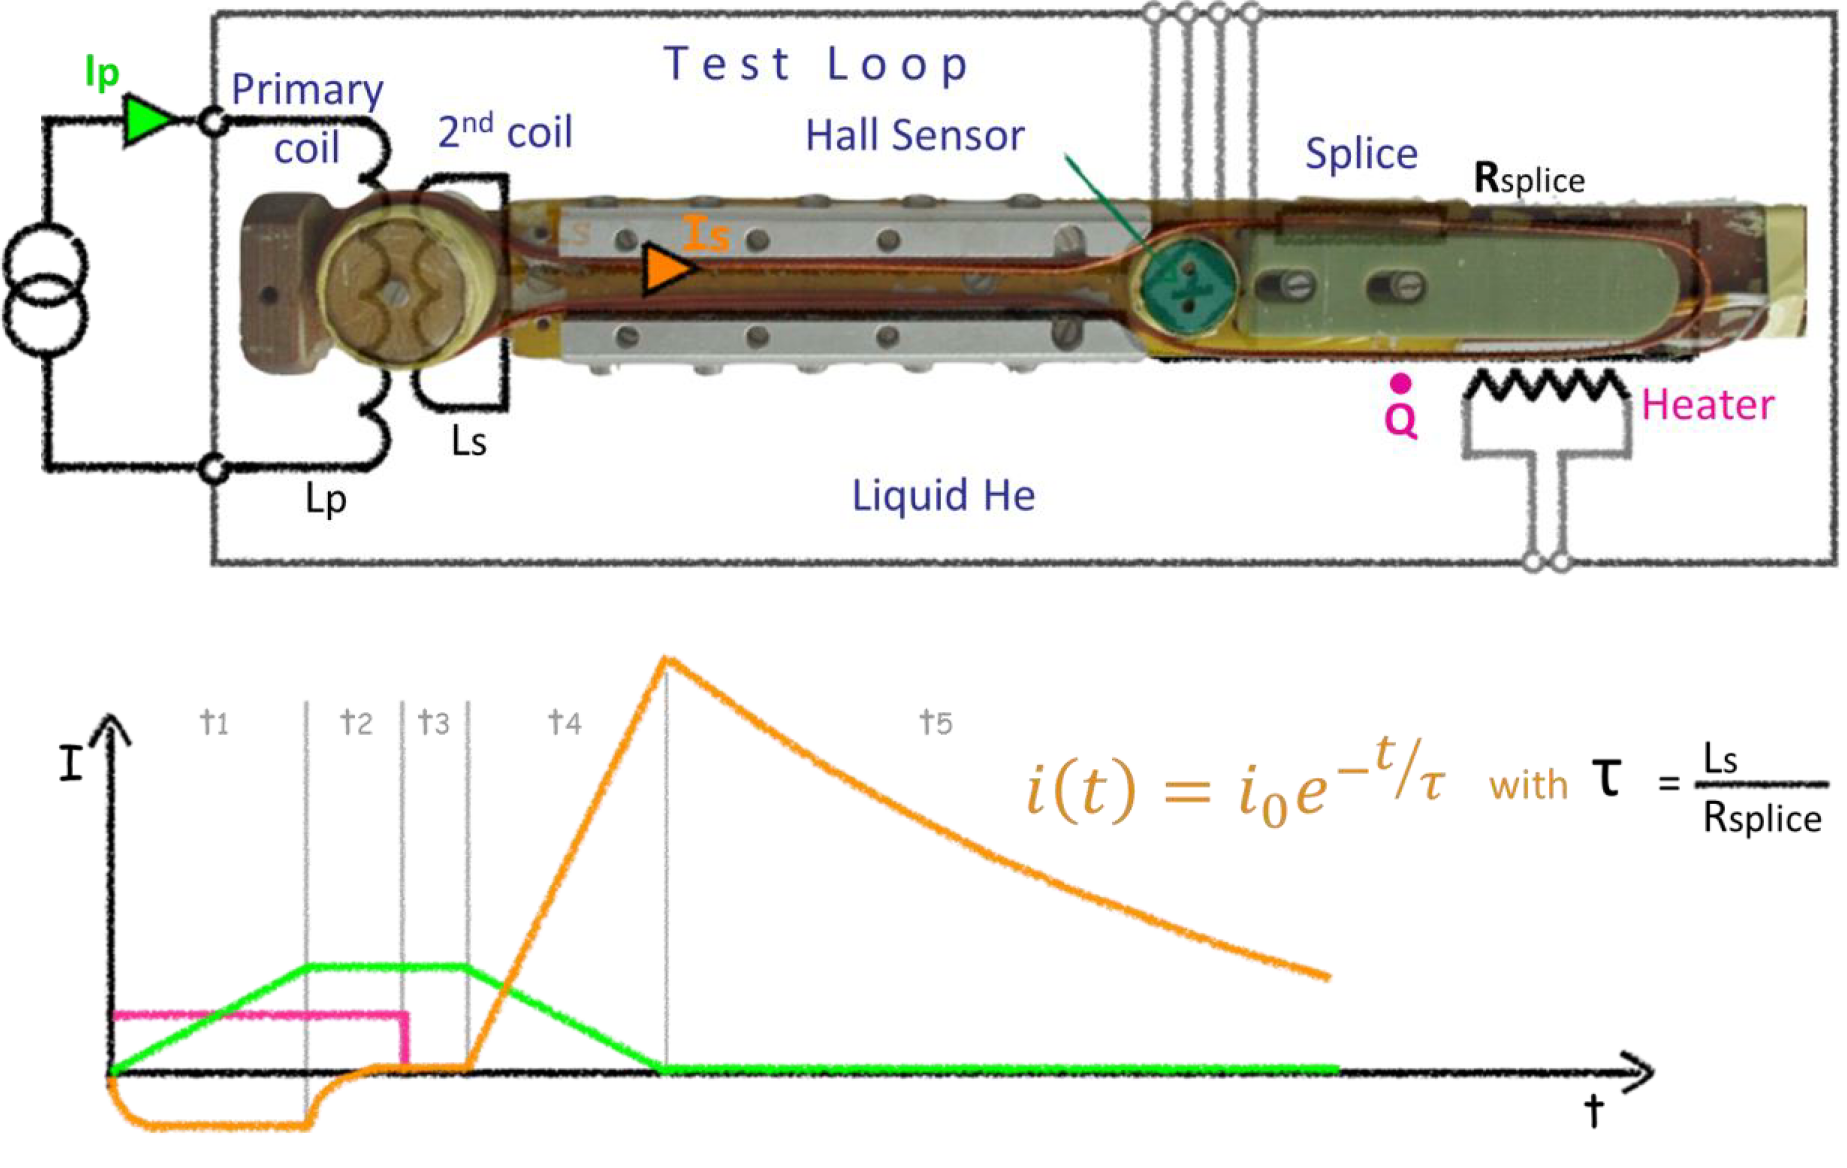 Test Loop
Ip
Primary
coil
2nd coil
Hall Sensor
Splice
Rsplice
Ls
Is
Q
Heater
Ls
Lp
Liquid He
t1
t2
t3
t4
t5
I
i(t) = i₀e^{-t/τ} with τ = Ls/Rsplice
t